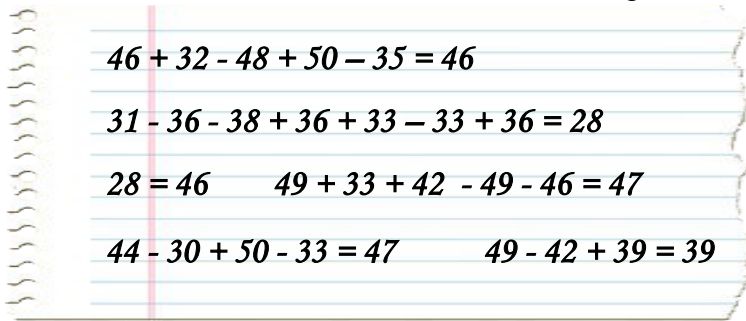 46 + 32 - 48 + 50 – 35 = 46
31 - 36 - 38 + 36 + 33 – 33 + 36 = 28
28 = 46 49 + 33 + 42 - 49 - 46 = 47
44 - 30 + 50 - 33 = 47 49 - 42 + 39 = 39